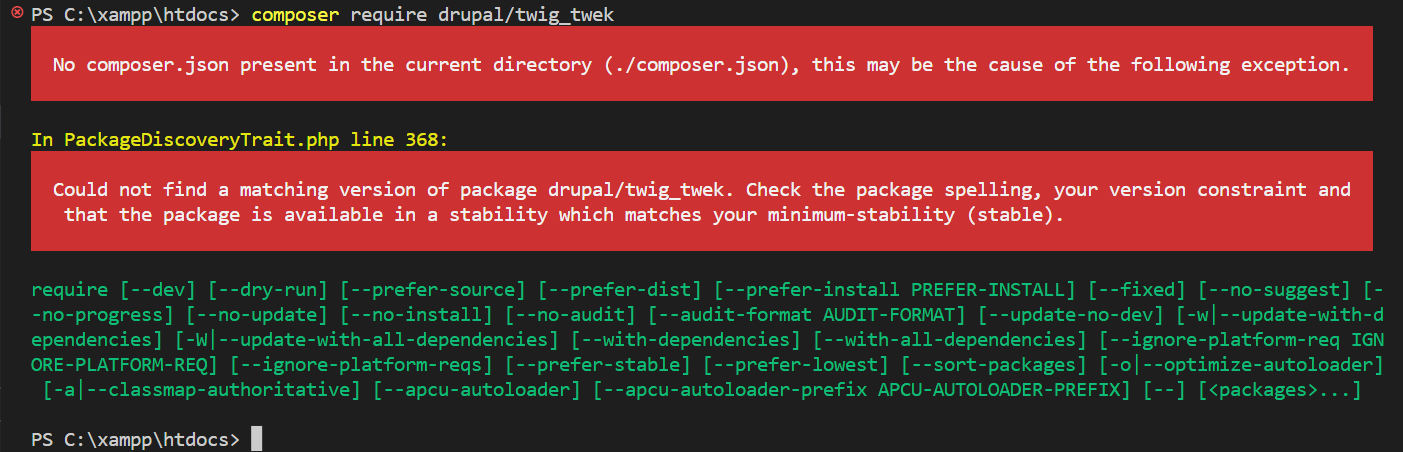 PS C:\xampp\htdocs> composer require drupal/twig_twek
No composer.json present in the current directory (./composer.json), this may be the cause of the following exception.
In PackageDiscoveryTrait.php line 368:
Could not find a matching version of package drupal/twig_twek. Check the package spelling, your version constraint and
that the package is available in a stability which matches your minimum-stability (stable).
require [--dev] [--dry-run] [--prefer-source] [--prefer-dist] [--prefer-install PREFER-INSTALL] [--fixed] [--no-suggest] [-
-no-progress] [--no-update] [--no-install] [--no-audit] [--audit-format AUDIT-FORMAT] [--update-no-dev] [-w|--update-with-d
ependencies] [-W|--update-with-all-dependencies] [--with-dependencies] [--with-all-dependencies] [--ignore-platform-req IGN
ORE-PLATFORM-REQ] [--ignore-platform-reqs] [--prefer-stable] [--prefer-lowest] [--sort-packages] [-o|--optimize-autoloader]
[-a|--classmap-authoritative] [--apcu-autoloader] [--apcu-autoloader-prefix APCU-AUTOLOADER-PREFIX] [--] [<packages>...]
PS C:\xampp\htdocs>